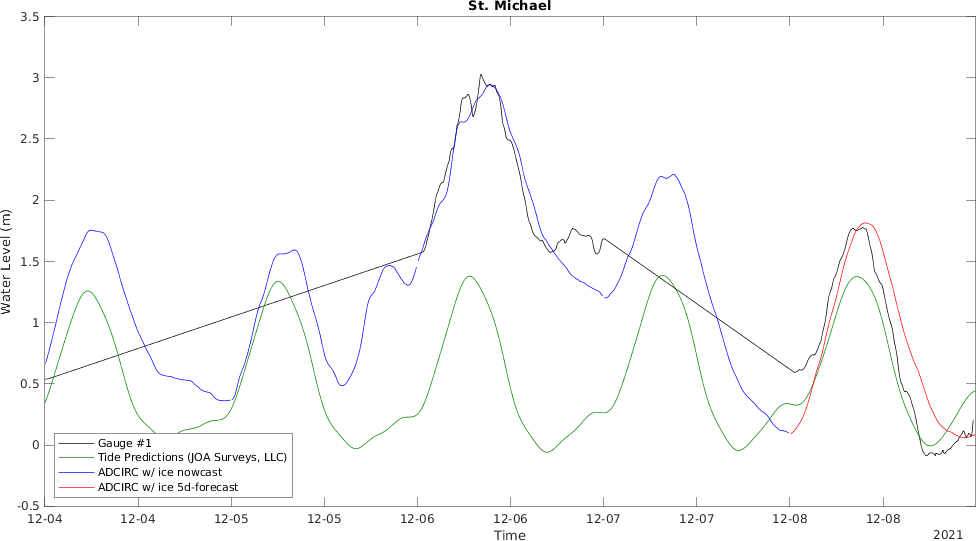 St. Michael
3.5
3
2.5
2
1.5
1
0.5
0
-0.5
Water Level (m)
Gauge #1
Tide Predictions (JOA Surveys, LLC)
ADCIRC w/ ice nowcast
ADCIRC w/ ice 5d-forecast
12-04 12-04 12-05 12-05 12-06 12-06 12-07 12-07 12-08 12-08
Time
2021